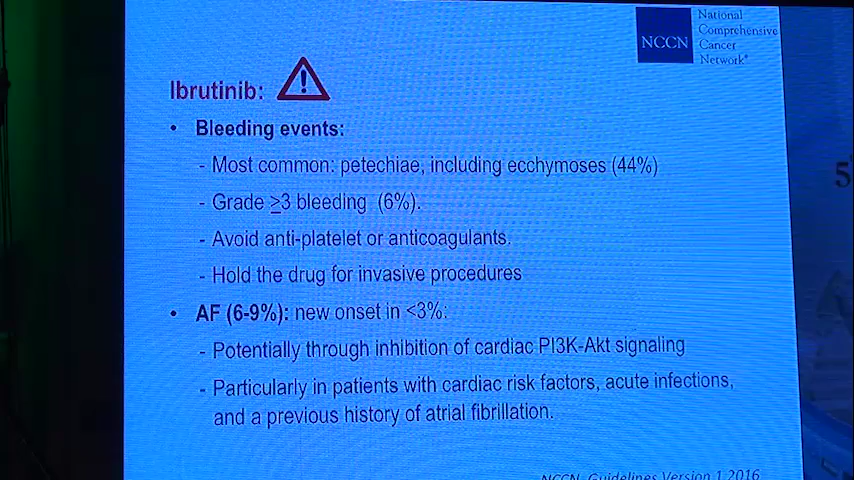 NCCN
National
Comprehensive
Cancer
Network®
Ibrutinib:
• Bleeding events:
- Most common: petechiae, including ecchymoses (44%)
- Grade ≥3 bleeding (6%).
- Avoid anti-platelet or anticoagulants.
- Hold the drug for invasive procedures
• AF (6-9%): new onset in <3%:
- Potentially through inhibition of cardiac PI3K-Akt signaling
- Particularly in patients with cardiac risk factors, acute infections,
and a previous history of atrial fibrillation.
NCCN Guidelines Version 1.2016
5